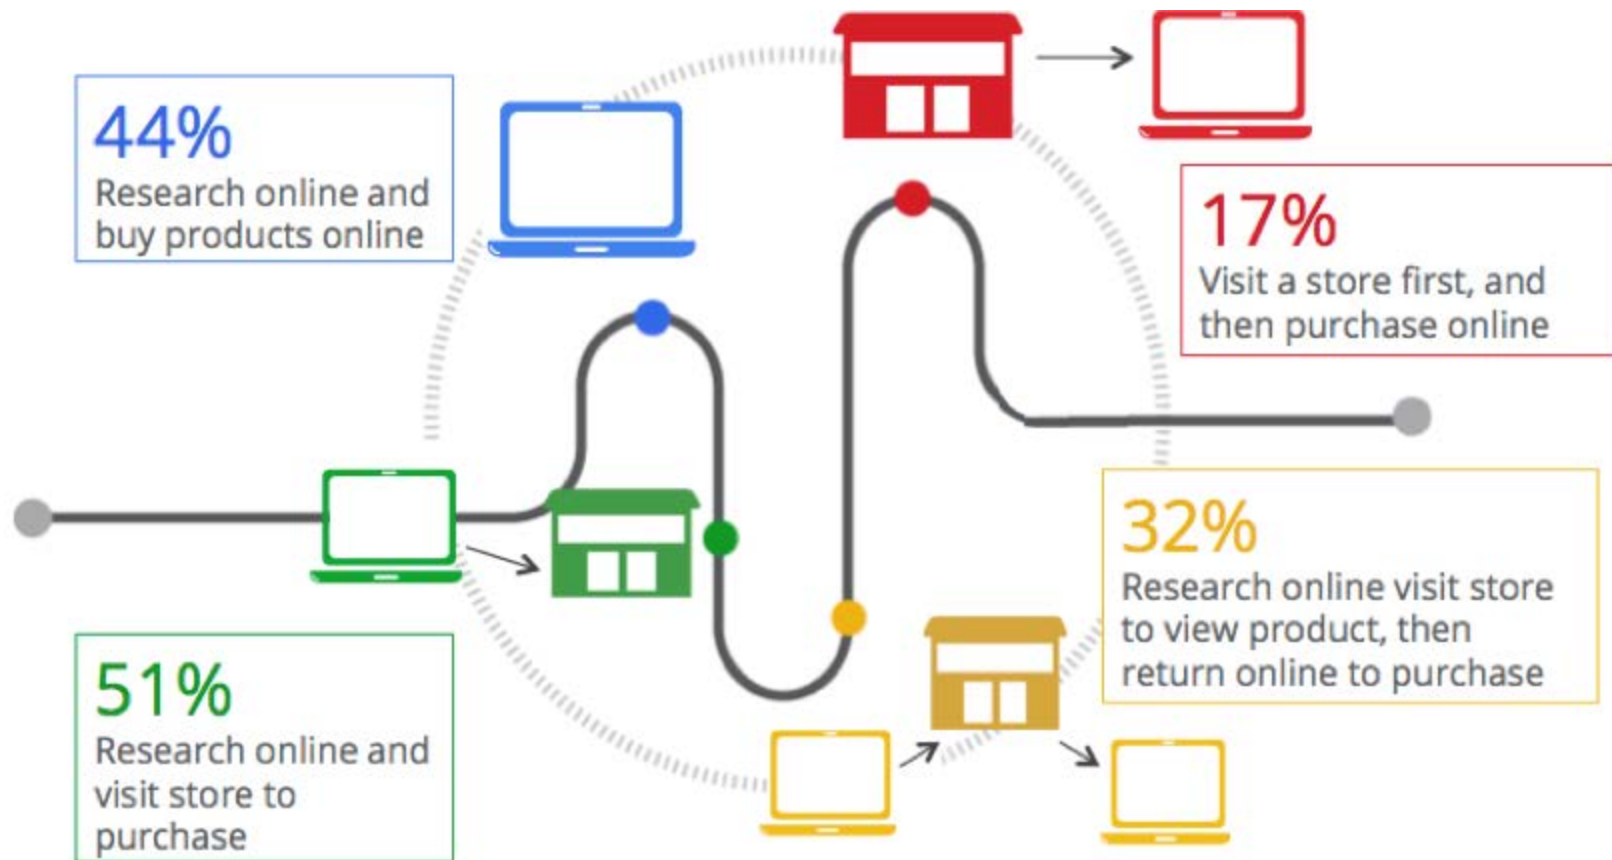 44%
Research online and
buy products online
17%
Visit a store first, and
then purchase online
51%
Research online and
visit store to
purchase
32%
Research online visit store
to view product, then
return online to purchase